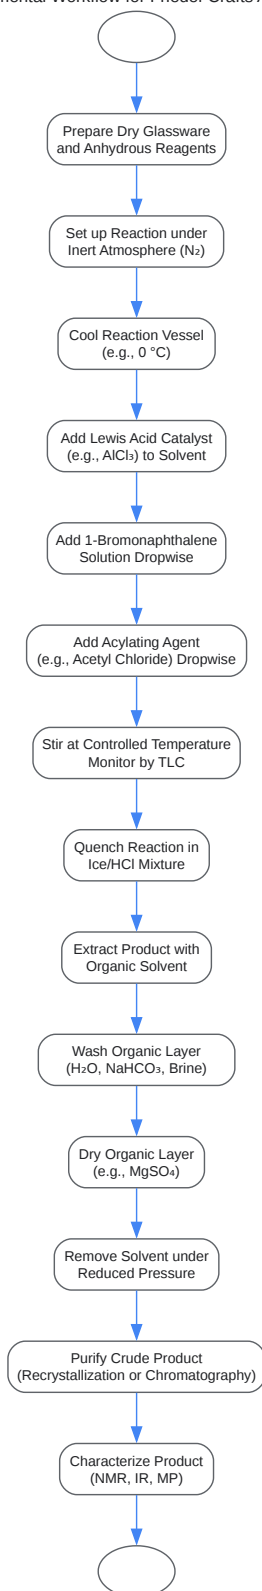 Workflow for
Prepare Dry Glassware
and Anhydrous Reagents
Set up Reaction under
Inert Atmosphere (N₂)
Cool Reaction Vessel
(e.g., 0 °C)
Add Lewis Acid Catalyst
(e.g., AlCl₃) to Solvent
Add 1-Bromonaphthalene
Solution Dropwise
Add Acylating Agent
(e.g., Acetyl Chloride) Dropwise
Stir at Controlled Temperature
Monitor by TLC
Quench Reaction in
Ice/HCl Mixture
Extract Product with
Organic Solvent
Wash Organic Layer
(H₂O, NaHCO₃, Brine)
Dry Organic Layer
(e.g., MgSO₄)
Remove Solvent under
Reduced Pressure
Purify Crude Product
(Recrystallization or Chromatography)
Characterize Product
(NMR, IR, MP)